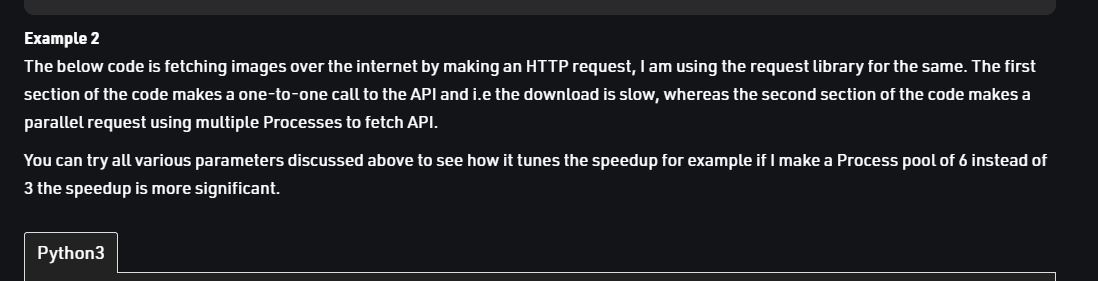 Example 2
The below code is fetching images over the internet by making an HTTP request, I am using the request library for the same. The first
section of the code makes a one-to-one call to the API and i.e the download is slow, whereas the second section of the code makes a
parallel request using multiple Processes to fetch API.
You can try all various parameters discussed above to see how it tunes the speedup for example if I make a Process pool of 6 instead of
3 the speedup is more significant.
Python3